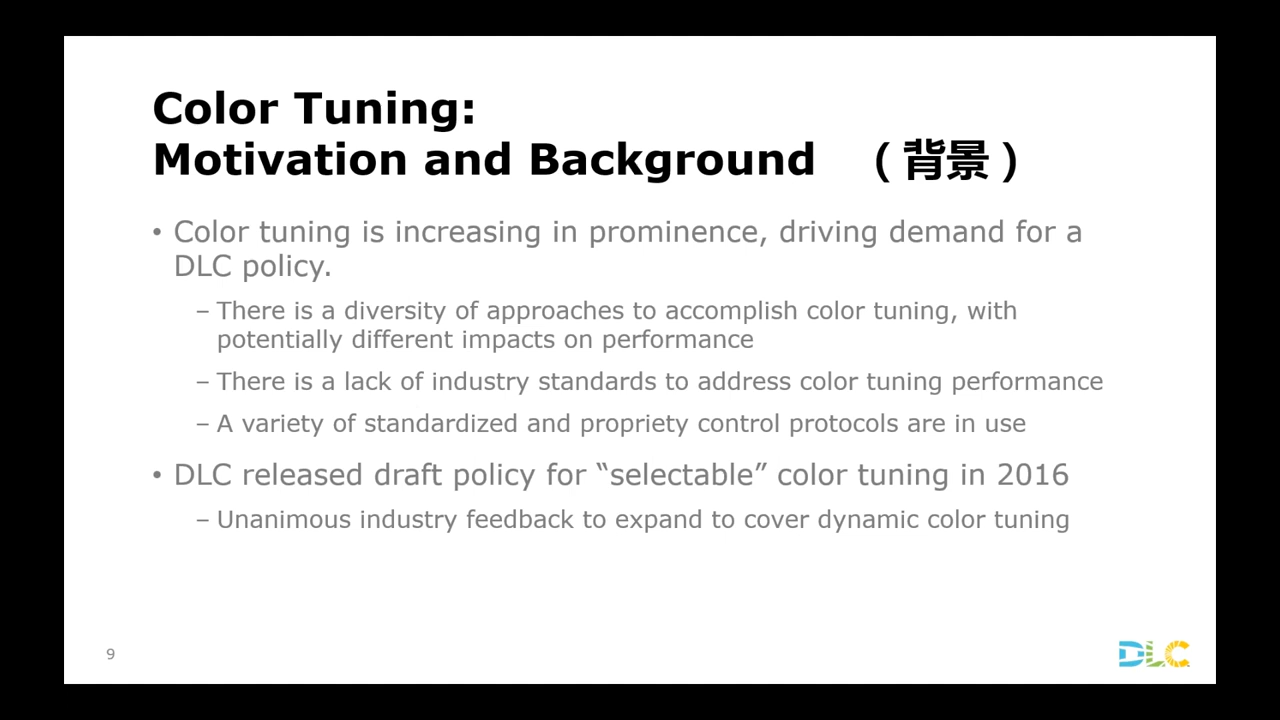 Color Tuning:
Motivation and Background （背景）
• Color tuning is increasing in prominence, driving demand for a
DLC policy.
– There is a diversity of approaches to accomplish color tuning, with
potentially different impacts on performance
– There is a lack of industry standards to address color tuning performance
– A variety of standardized and propriety control protocols are in use
• DLC released draft policy for “selectable” color tuning in 2016
– Unanimous industry feedback to expand to cover dynamic color tuning
9
DLC